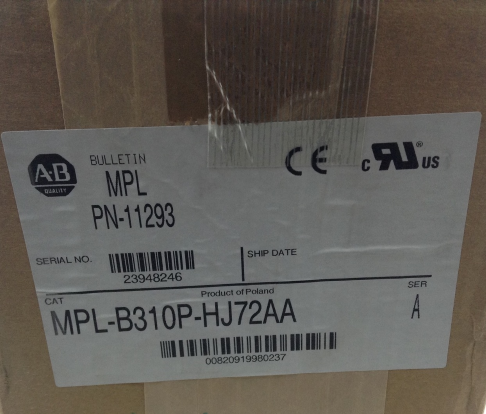 A·B
QUALITY
BULLETIN
MPL
PN-11293
CE
c RU® US
SERIAL NO.
23948246
SHIP DATE
Product of Poland
CAT
MPL-B310P-HJ72AA
SER
A
00820919980237